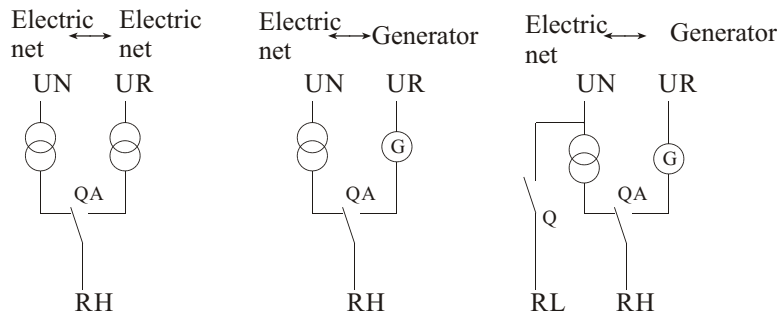 Electric net Electric net
UN UR
QA
RH
Electric net Generator
UN UR
G
QA
RH
Electric net Generator
UN UR
G
QA
Q
RL RH